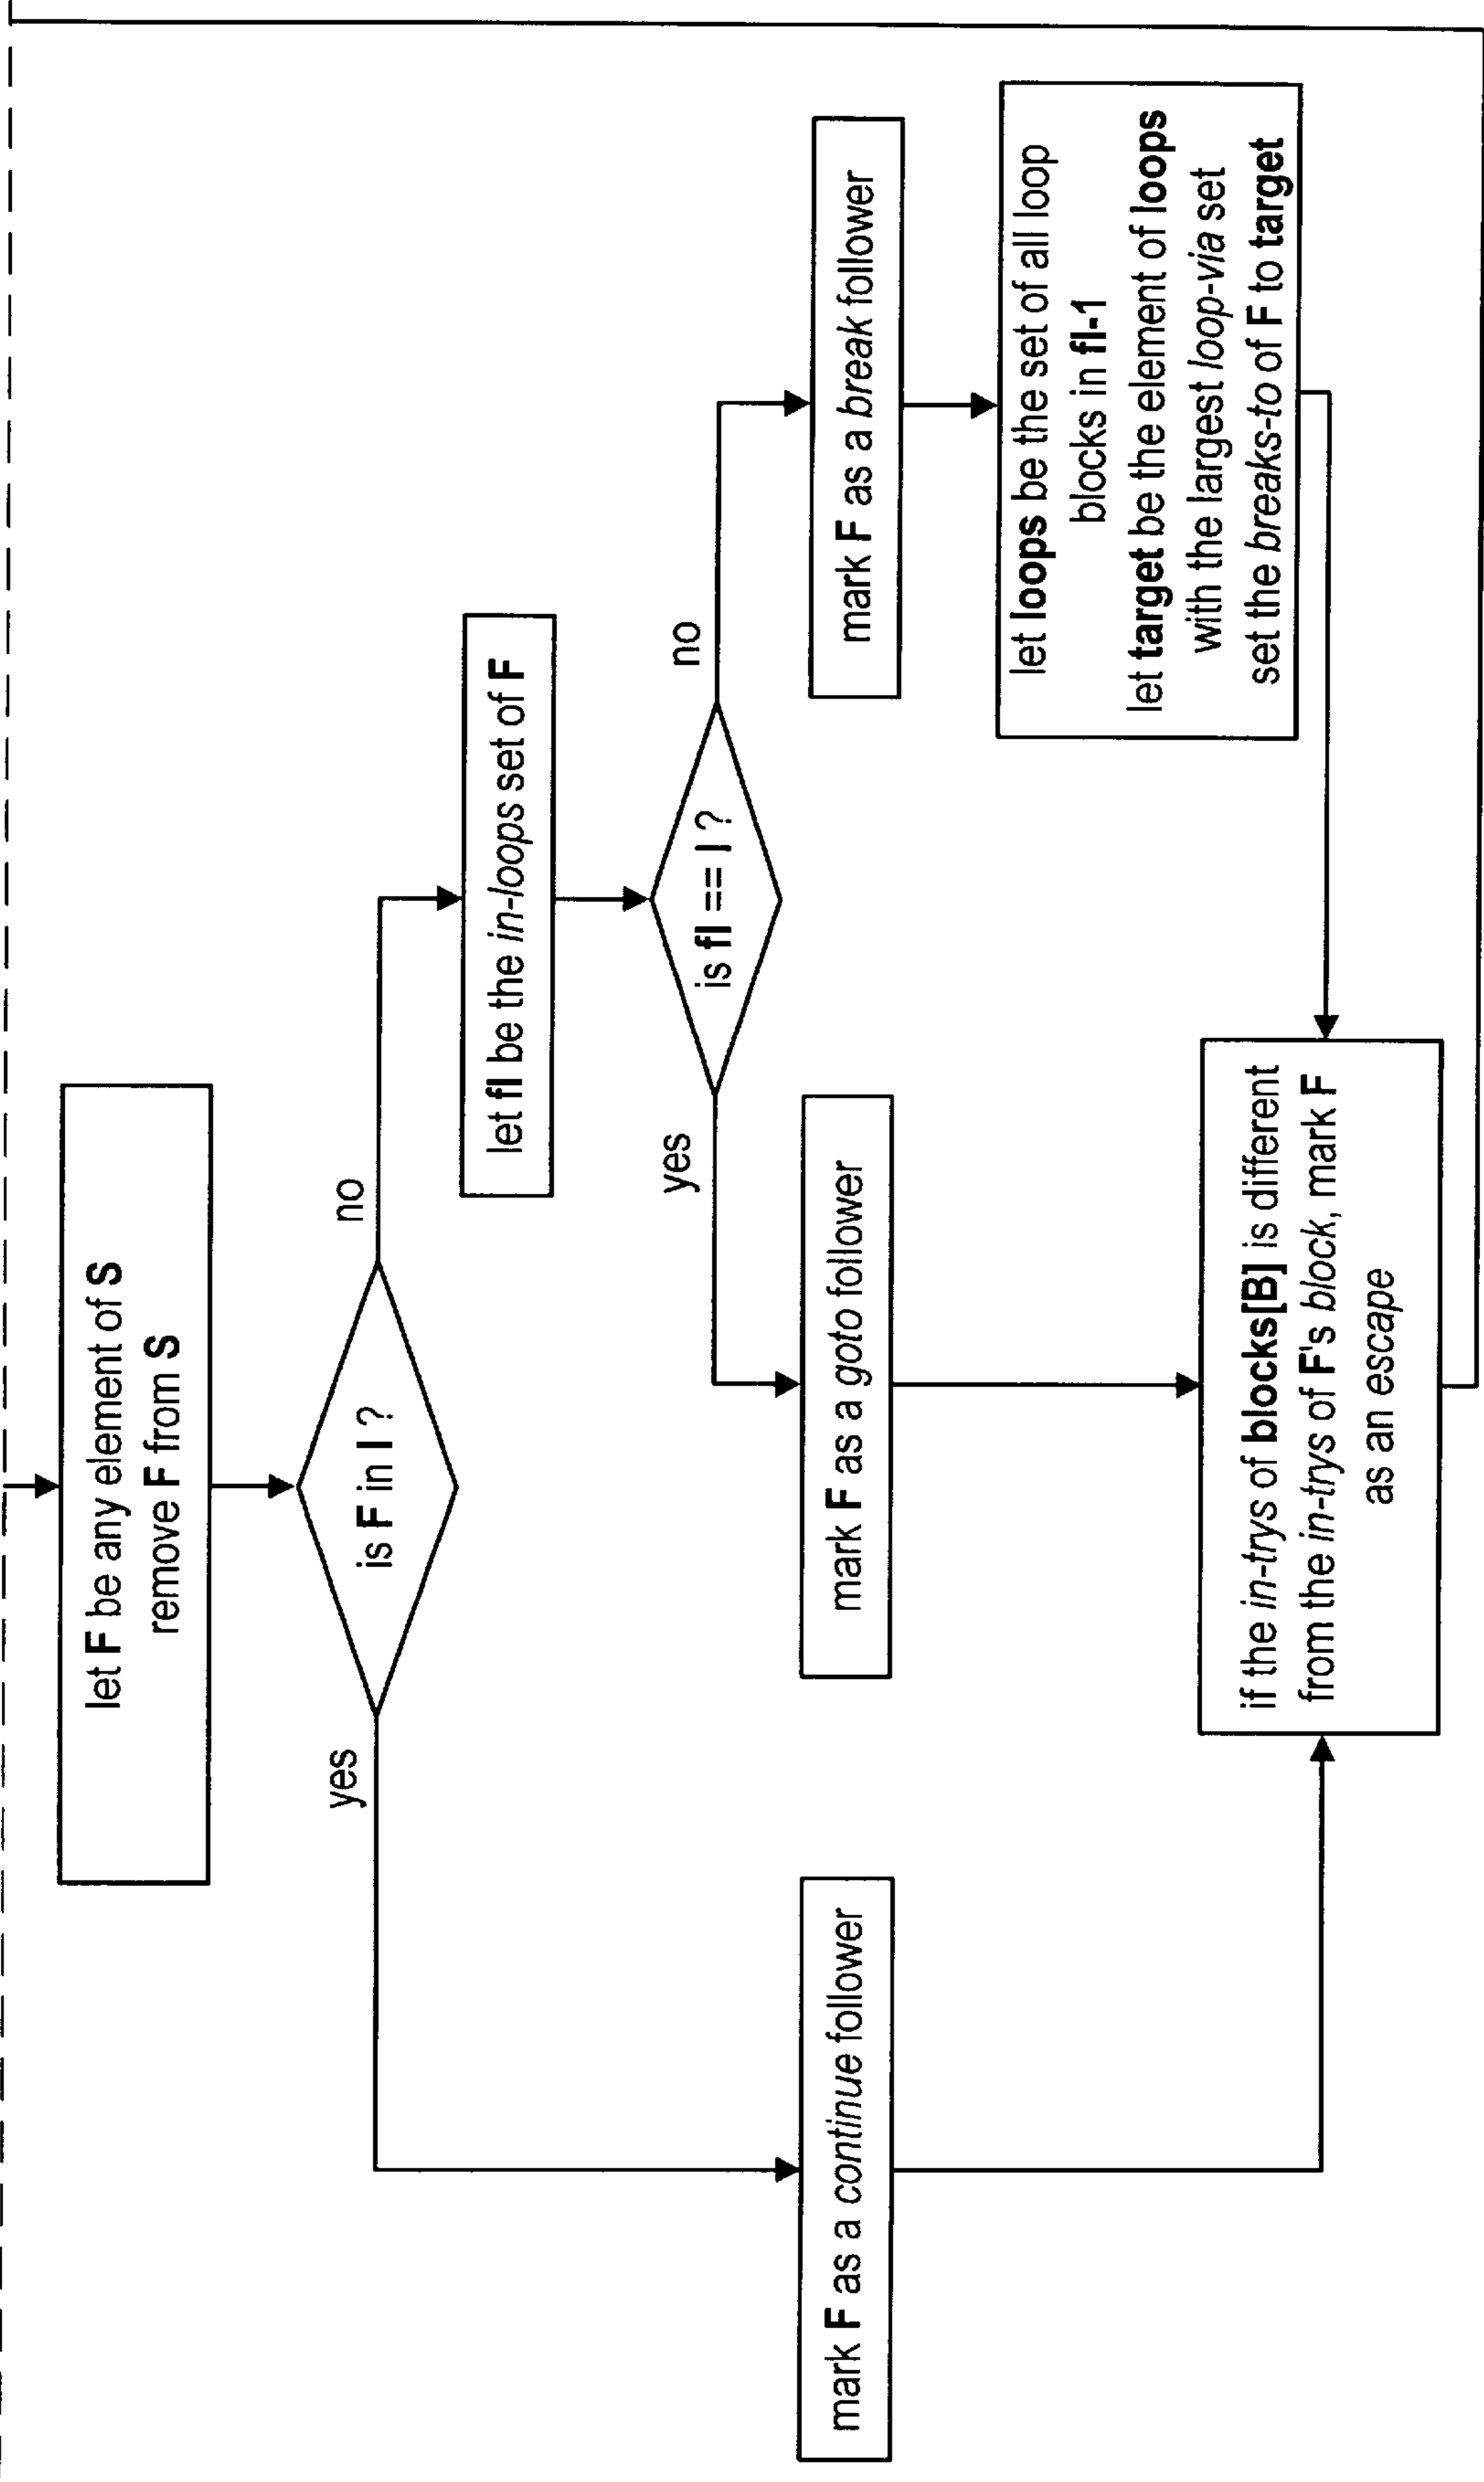 let F be any element of S
remove F from S
is F in l ?
yes
no
let fl be the in-loops set of F
is fl == l ?
yes
no
mark F as a continue follower
mark F as a goto follower
mark F as a break follower
let loops be the set of all loop
blocks in fl-1
let target be the element of loops
with the largest loop-via set
set the breaks-to of F to target
if the in-trys of blocks[B] is different
from the in-trys of F's block, mark F
as an escape